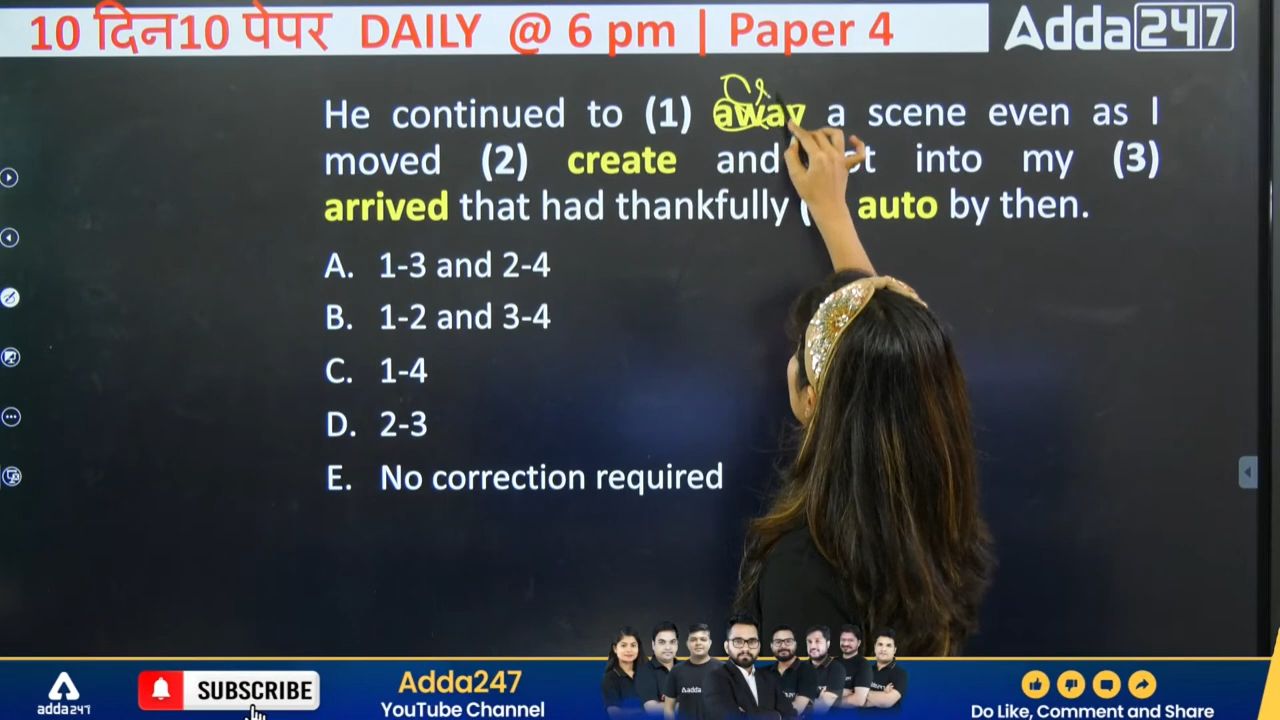 10 दिन10 पेपर DAILY @ 6 pm | Paper 4
Adda247
He continued to (1) away a scene even as I
moved (2) create and into my (3)
arrived that had thankfully ( auto by then.
A. 1-3 and 2-4
B. 1-2 and 3-4
C. 1-4
D. 2-3
E. No correction required
adda247
SUBSCRIBE
Adda247
YouTube Channel
Do Like, Comment and Share